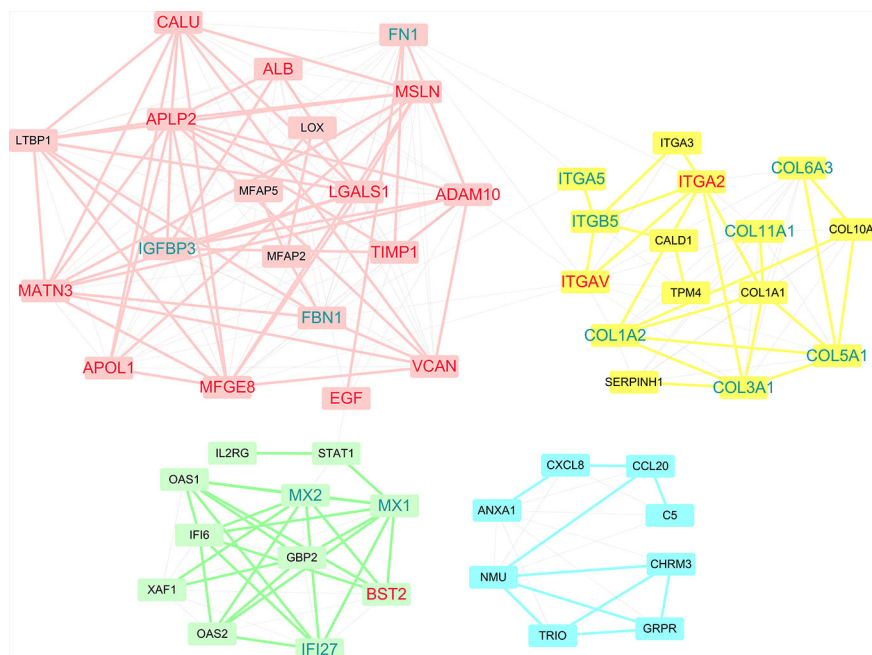 CALU
FN1
ALB
MSLN
APLP2
LOX
LTBP1
MFAP5
LGALS1
ADAM10
IGFBP3
MFAP2
TIMP1
MATN3
FBN1
APOL1
MFGE8
VCAN
EGF
ITGA3
ITGA5
ITGA2
COL6A3
ITGB5
COL11A1
COL10A
CALD1
ITGAV
TPM4
COL1A1
COL1A2
COL5A1
SERPINH1
COL3A1
IL2RG
STAT1
OAS1
MX2
MX1
IFI6
GBP2
XAF1
BST2
OAS2
IFI27
CXCL8
CCL20
ANXA1
C5
NMU
CHRM3
TRIO
GRPR